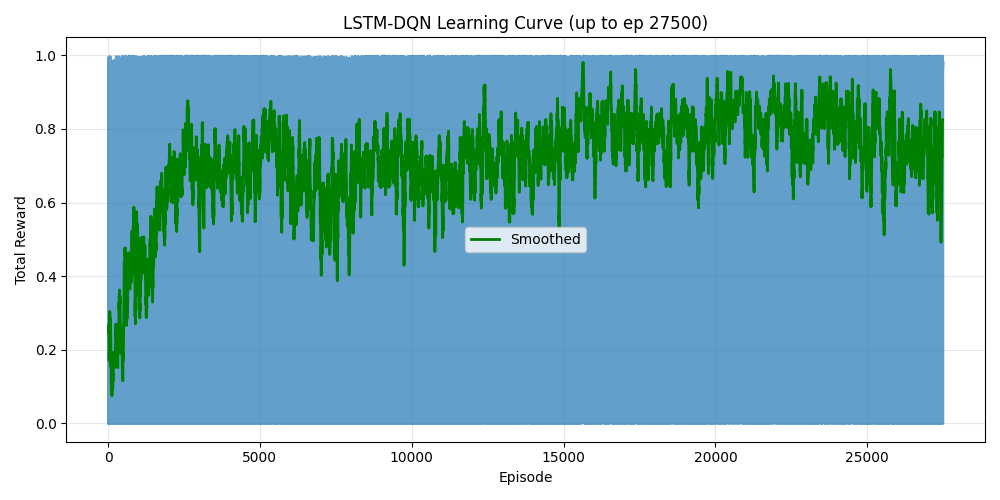 LSTM-DQN Learning Curve (up to ep 27500)
1.0
0.8
0.6
0.4
0.2
0.0
Total Reward
Smoothed
0 5000 10000 15000 20000 25000
Episode